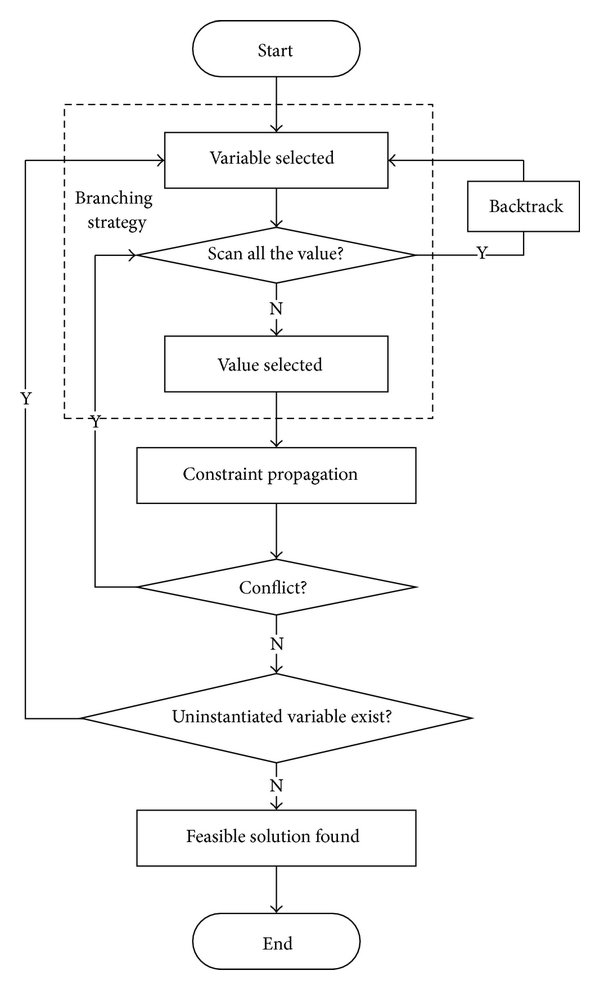 Start
Variable selected
Branching
strategy
Backtrack
Scan all the value?
Y
N
Value selected
Y
Y
Constraint propagation
Conflict?
N
Uninstantiated variable exist?
N
Feasible solution found
End